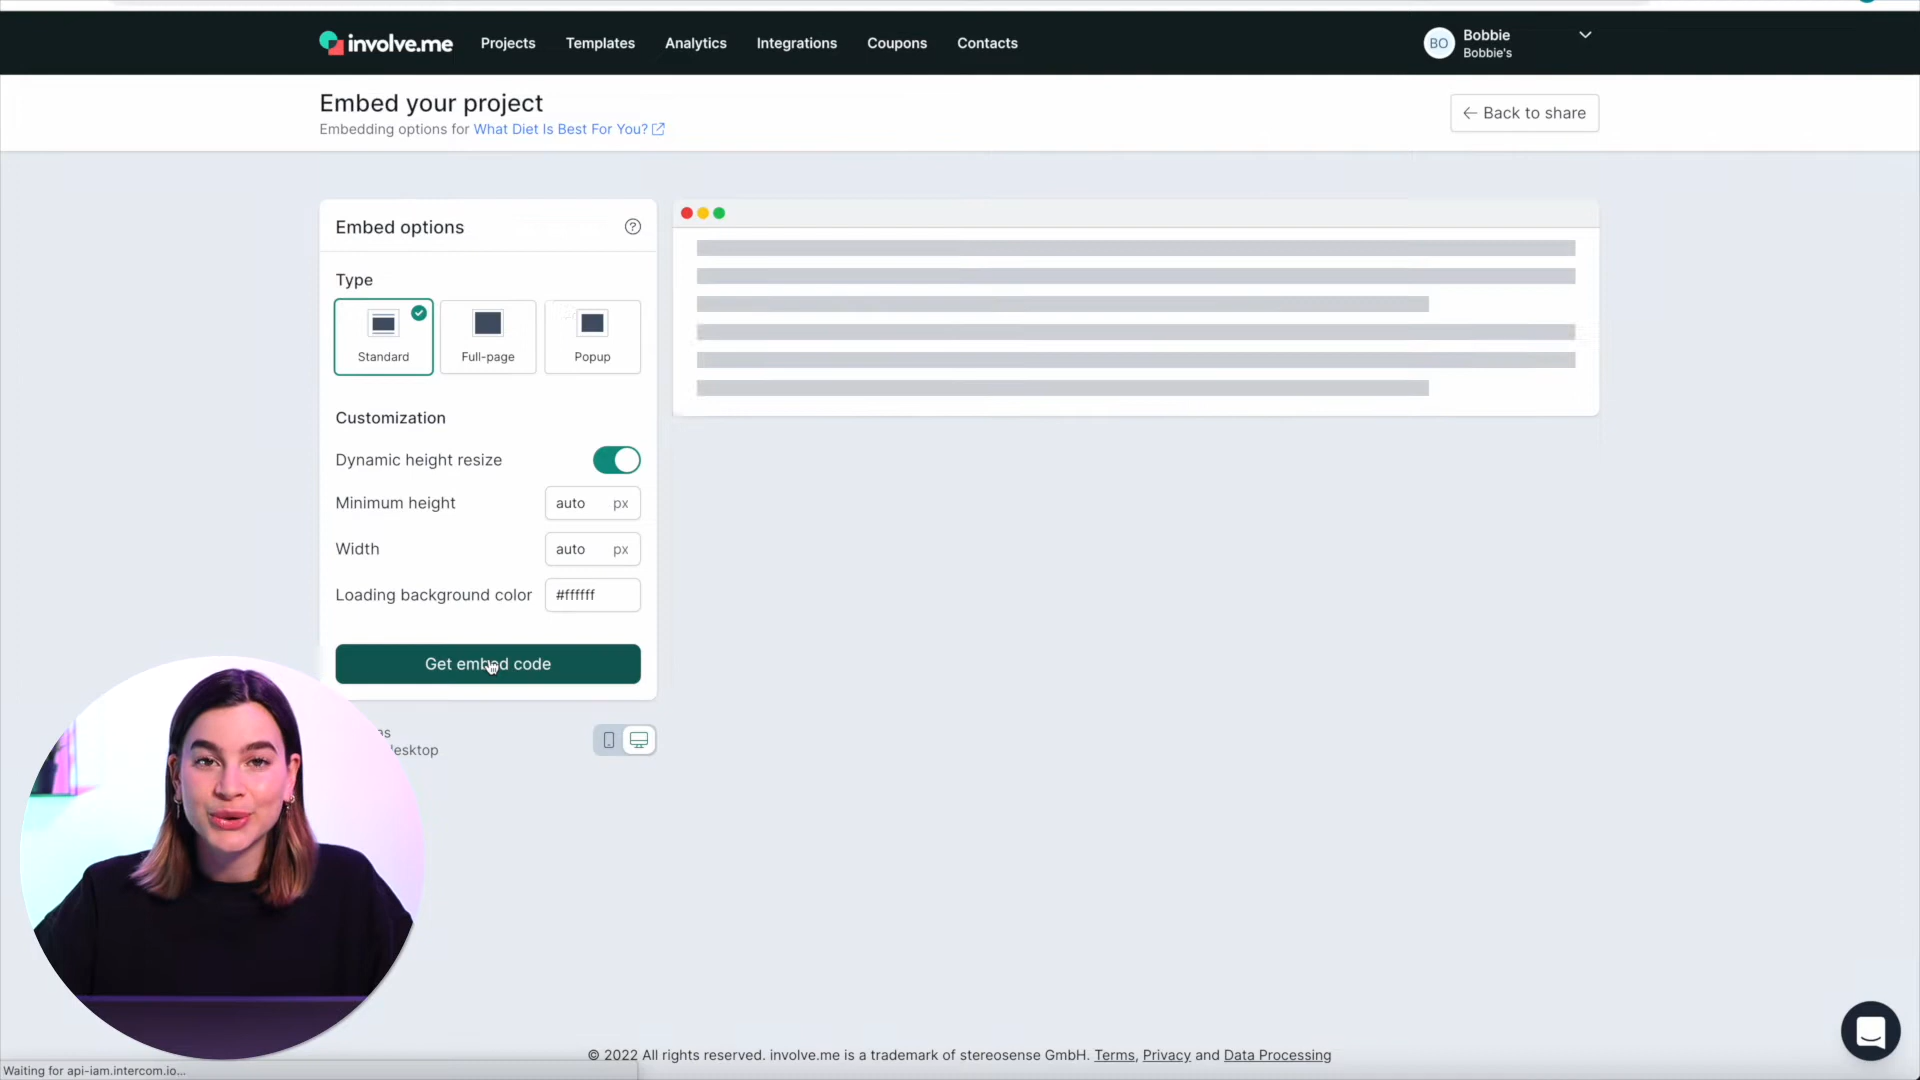 involve.me
Projects
Templates
Analytics
Integrations
Coupons
Contacts
BO
Bobbie
Bobbie's
Embed your project
Embedding options for What Diet Is Best For You?
← Back to share
Embed options
?
Type
Standard
Full-page
Popup
Customization
Dynamic height resize
Minimum height
auto px
Width
auto px
Loading background color
#ffffff
Get embed code
desktop
© 2022 All rights reserved. involve.me is a trademark of stereosense GmbH. Terms, Privacy and Data Processing
Waiting for api-iam.intercom.io...